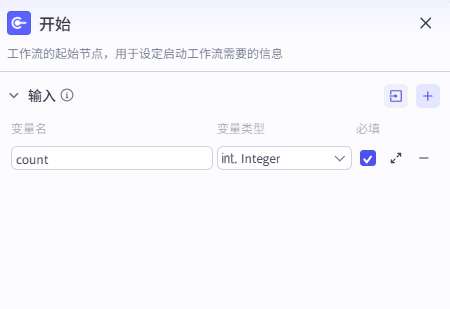 开始
工作流的起始节点，用于设定启动工作流需要的信息
输入
变量名 变量类型 必填
count int. Integer